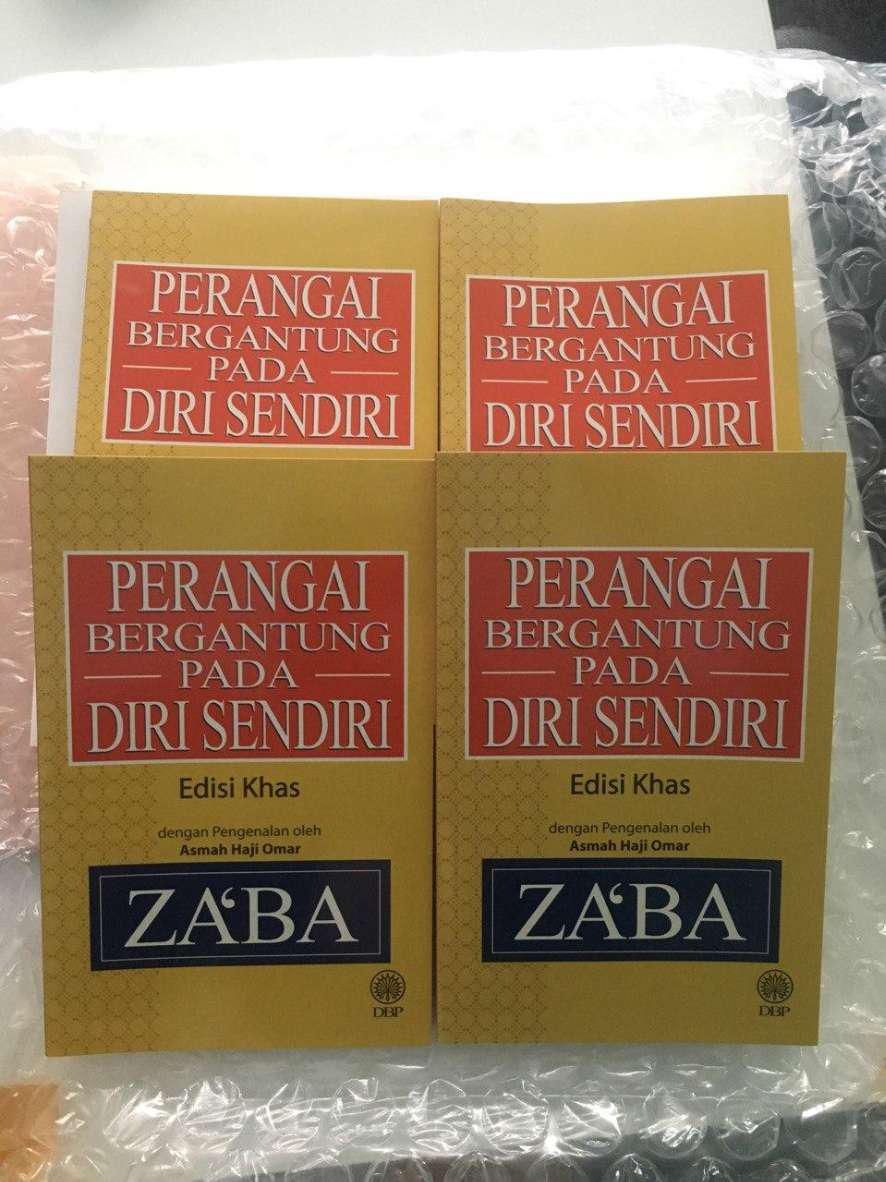 PERANGAI
BERGANTUNG
PADA
DIRI SENDIRI
PERANGAI
BERGANTUNG
PADA
DIRI SENDIRI
PERANGAI
BERGANTUNG
PADA
DIRI SENDIRI
Edisi Khas
dengan Pengenalan oleh
Asmah Haji Omar
ZA‘BA
DBP
PERANGAI
BERGANTUNG
PADA
DIRI SENDIRI
Edisi Khas
dengan Pengenalan oleh
Asmah Haji Omar
ZA‘BA
DBP